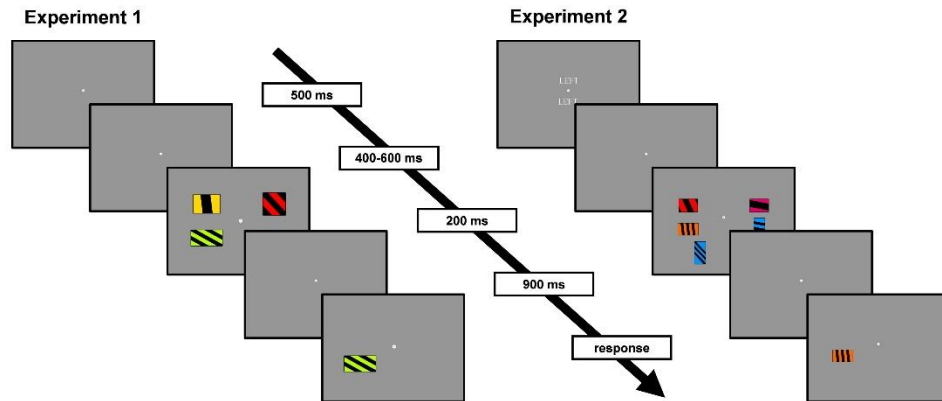 Experiment 1
Experiment 2
LEFT
LEFT
500 ms
400-600 ms
200 ms
900 ms
response